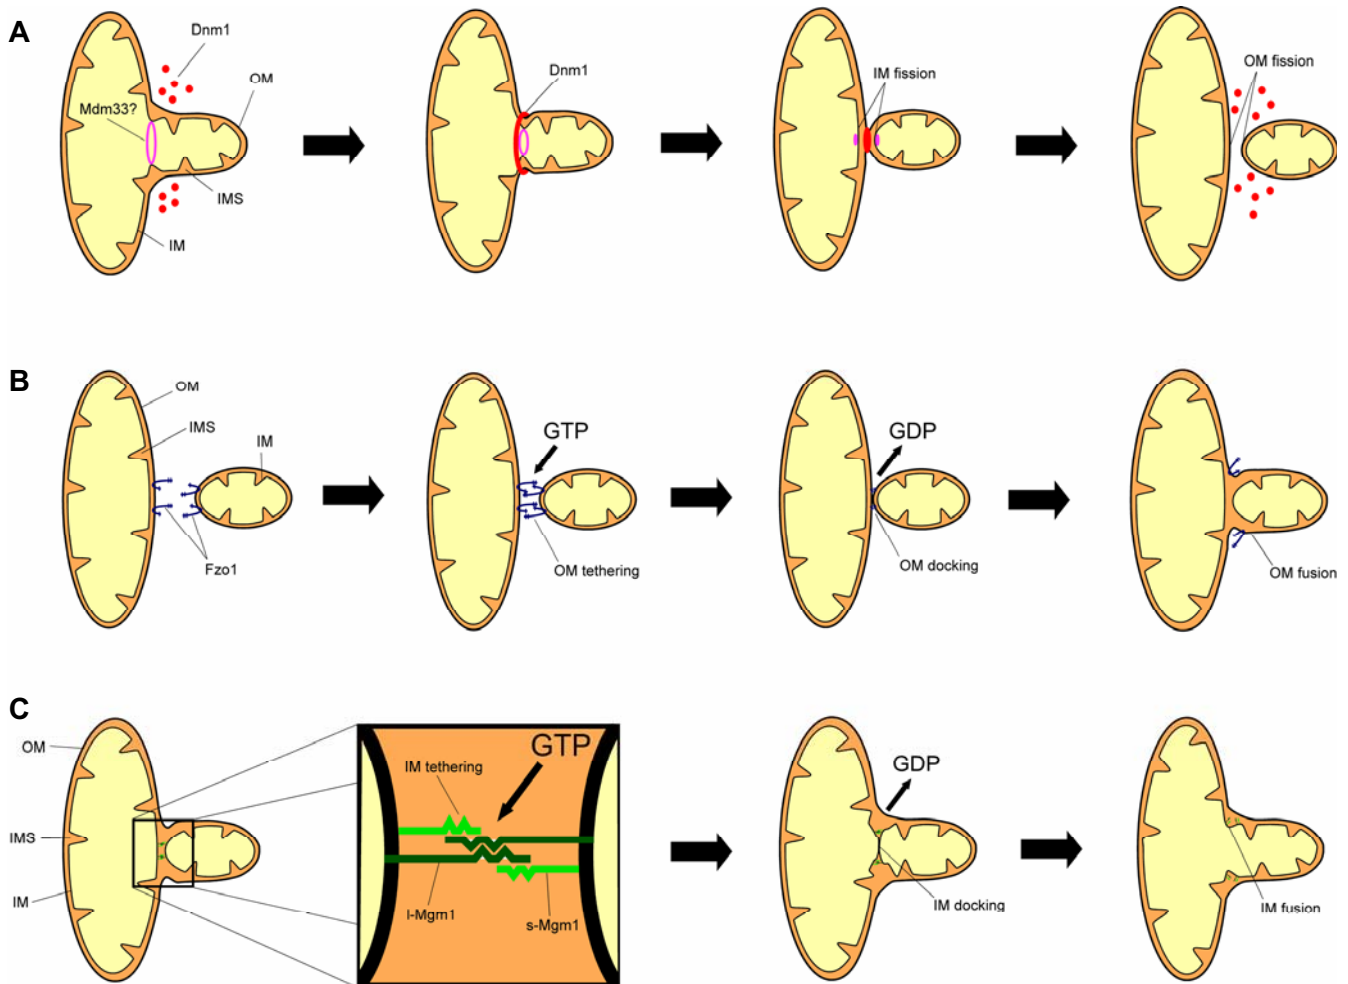 A
Dnm1
OM
Mdm33?
IMS
IM
Dnm1
IM fission
OM fission
B
OM
IMS
IM
Fzo1
GTP
OM tethering
GDP
OM docking
OM fusion
C
OM
IMS
IM
GTP
IM tethering
l-Mgm1
s-Mgm1
GDP
IM docking
IM fusion